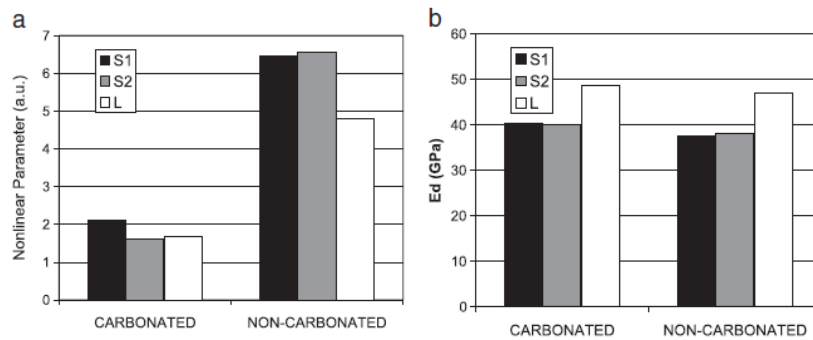 a
Nonlinear Parameter (a.u.)
7
6
5
4
3
2
1
0
S1
S2
L
CARBONATED
NON-CARBONATED
b
Ed (GPa)
60
50
40
30
20
10
0
S1
S2
L
CARBONATED
NON-CARBONATED